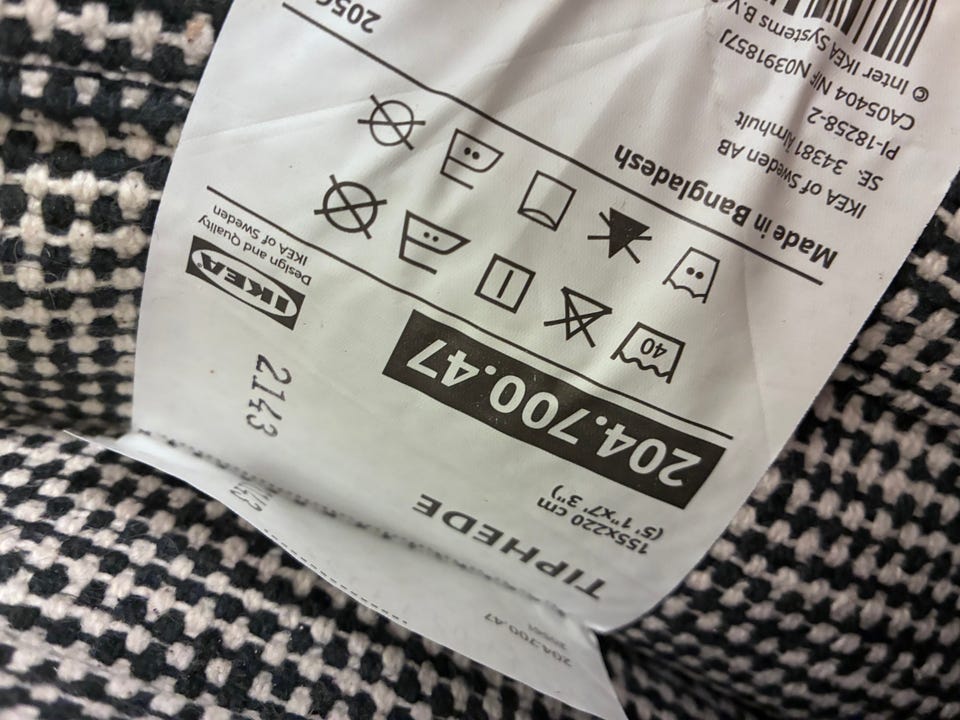 204.700.47
TIPHEDE
155x220 cm
(5' 1"x7' 3")
204.700.47
2143
IKEA
Design and Quality
IKEA of Sweden
40
Made in Bangladesh
IKEA of Sweden AB
SE 34381 Älmhult
PI-18258-2
CA05404 NIF N0391857J
© Inter IKEA Systems B.V.